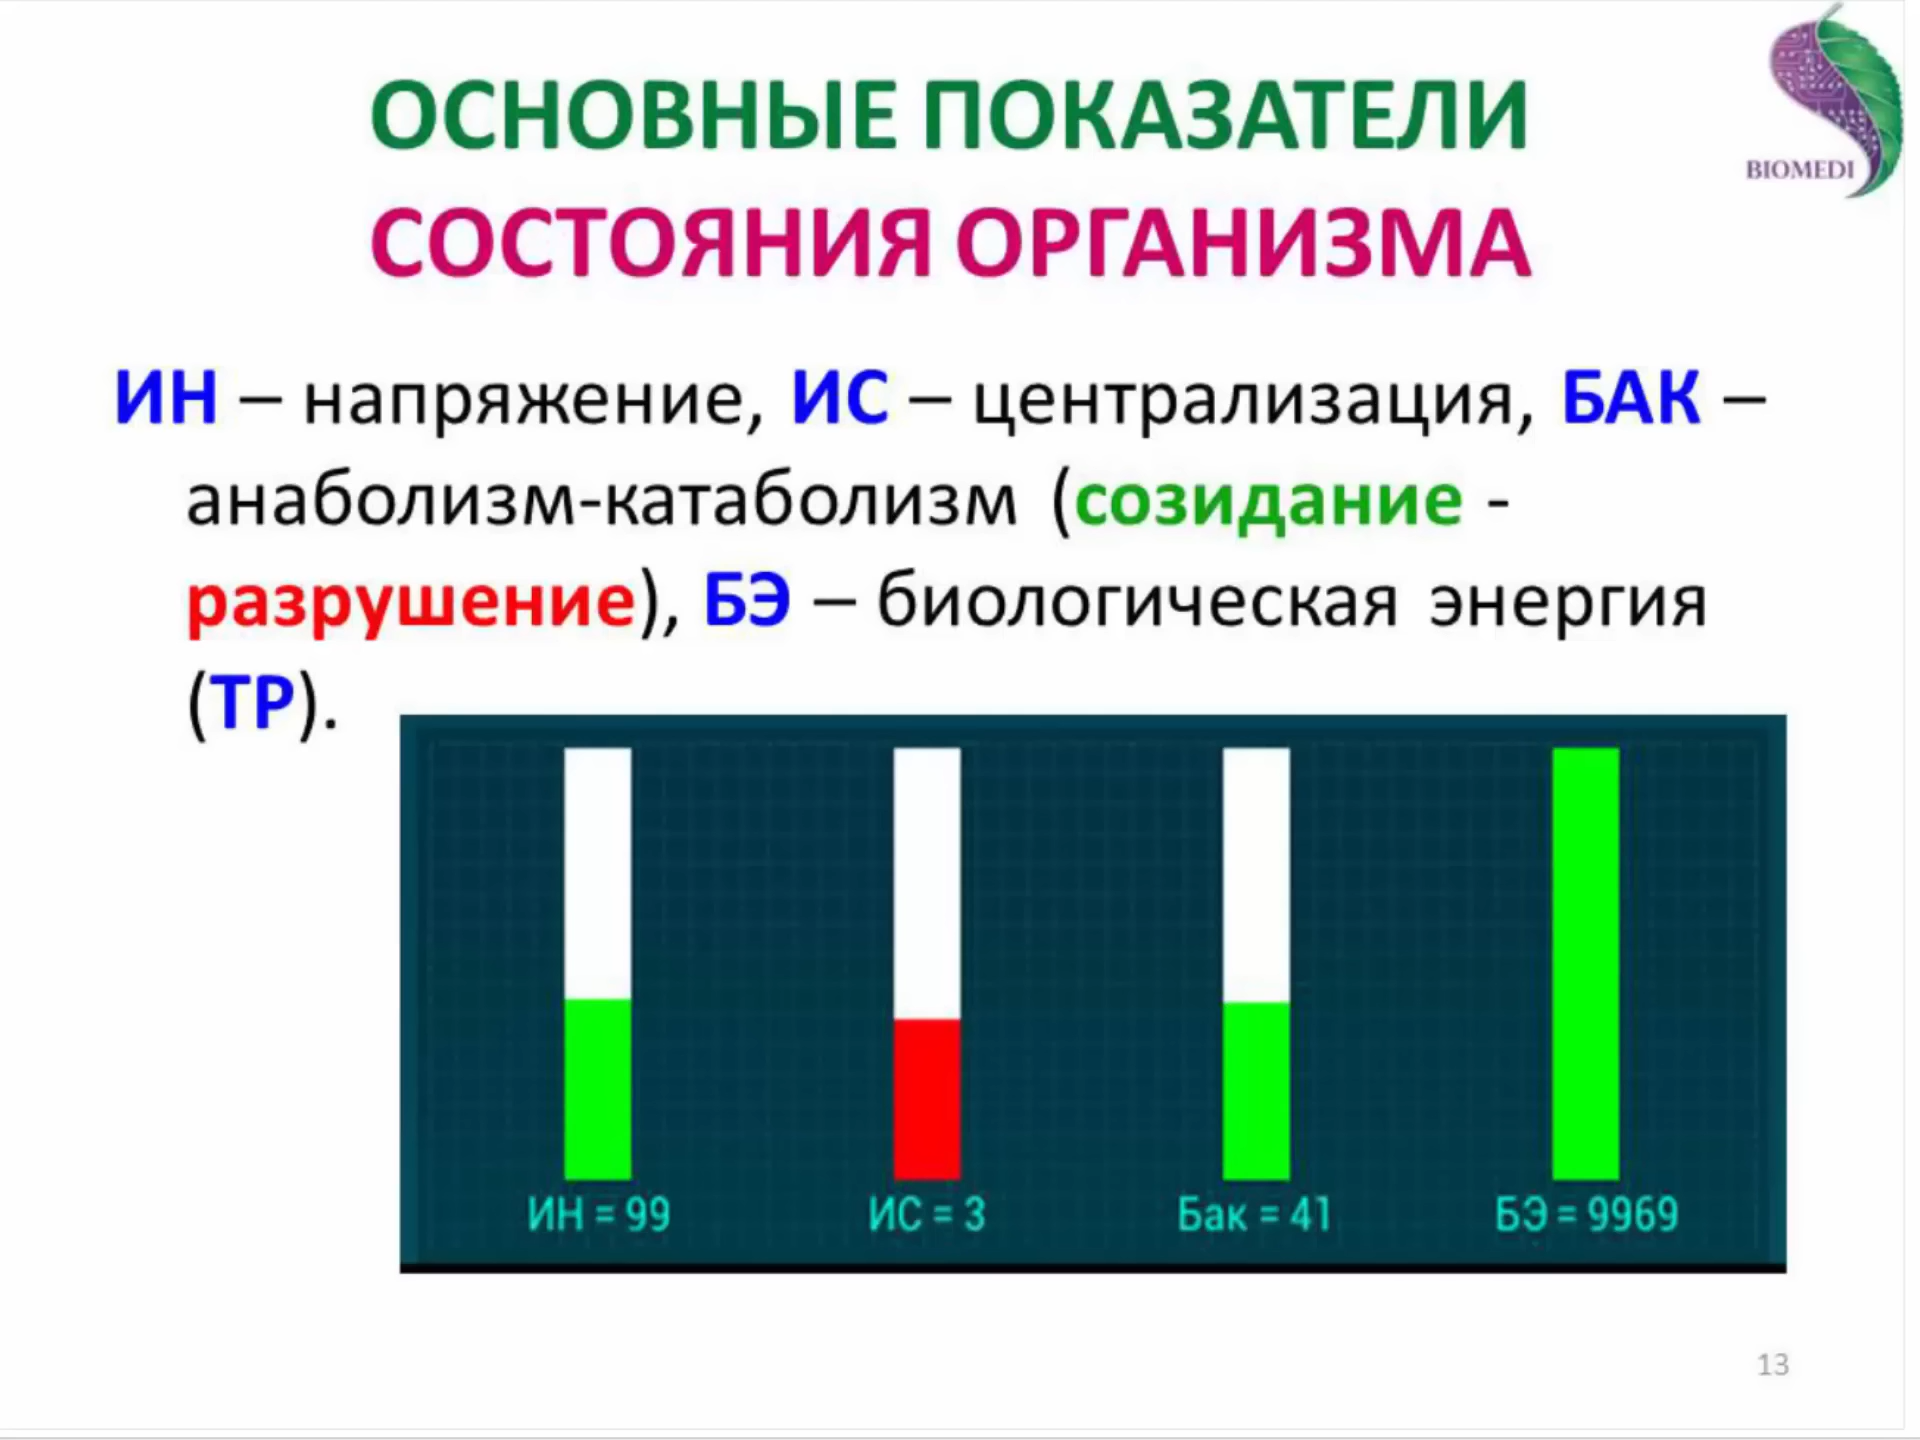 ОСНОВНЫЕ ПОКАЗАТЕЛИ
СОСТОЯНИЯ ОРГАНИЗМА
BIOMEDI
ИН – напряжение, ИС – централизация, БАК –
анаболизм-катаболизм (созидание -
разрушение), БЭ – биологическая энергия
(ТР).
ИН = 99
ИС = 3
Бак = 41
БЭ = 9969
13